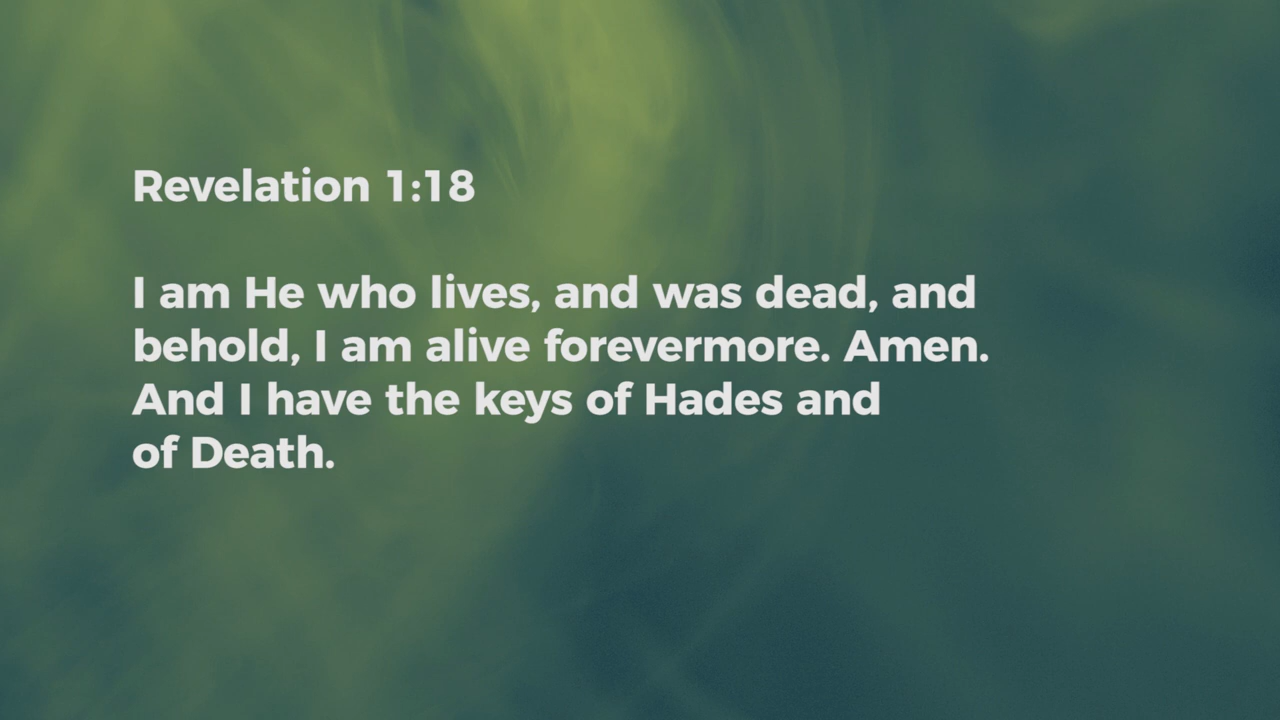 Revelation 1:18
I am He who lives, and was dead, and
behold, I am alive forevermore. Amen.
And I have the keys of Hades and
of Death.